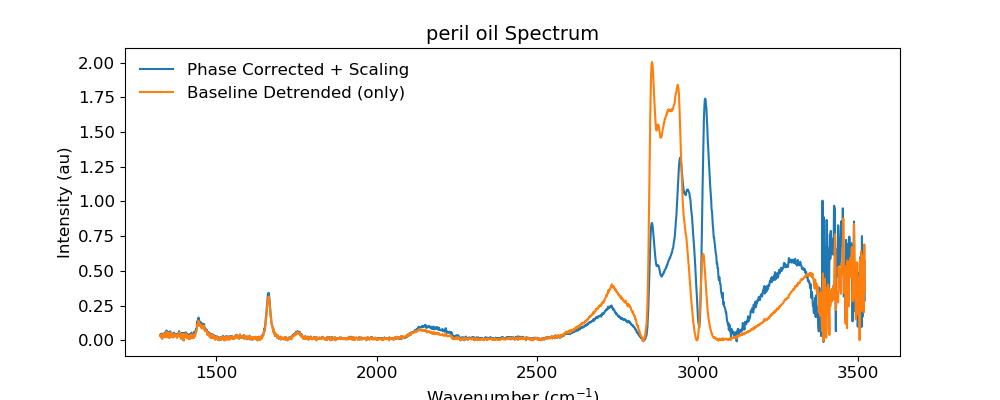 peril oil Spectrum
Phase Corrected + Scaling
Baseline Detrended (only)
Intensity (au)
2.00
1.75
1.50
1.25
1.00
0.75
0.50
0.25
0.00
1500 2000 2500 3000 3500
Wavenumber (cm⁻¹)